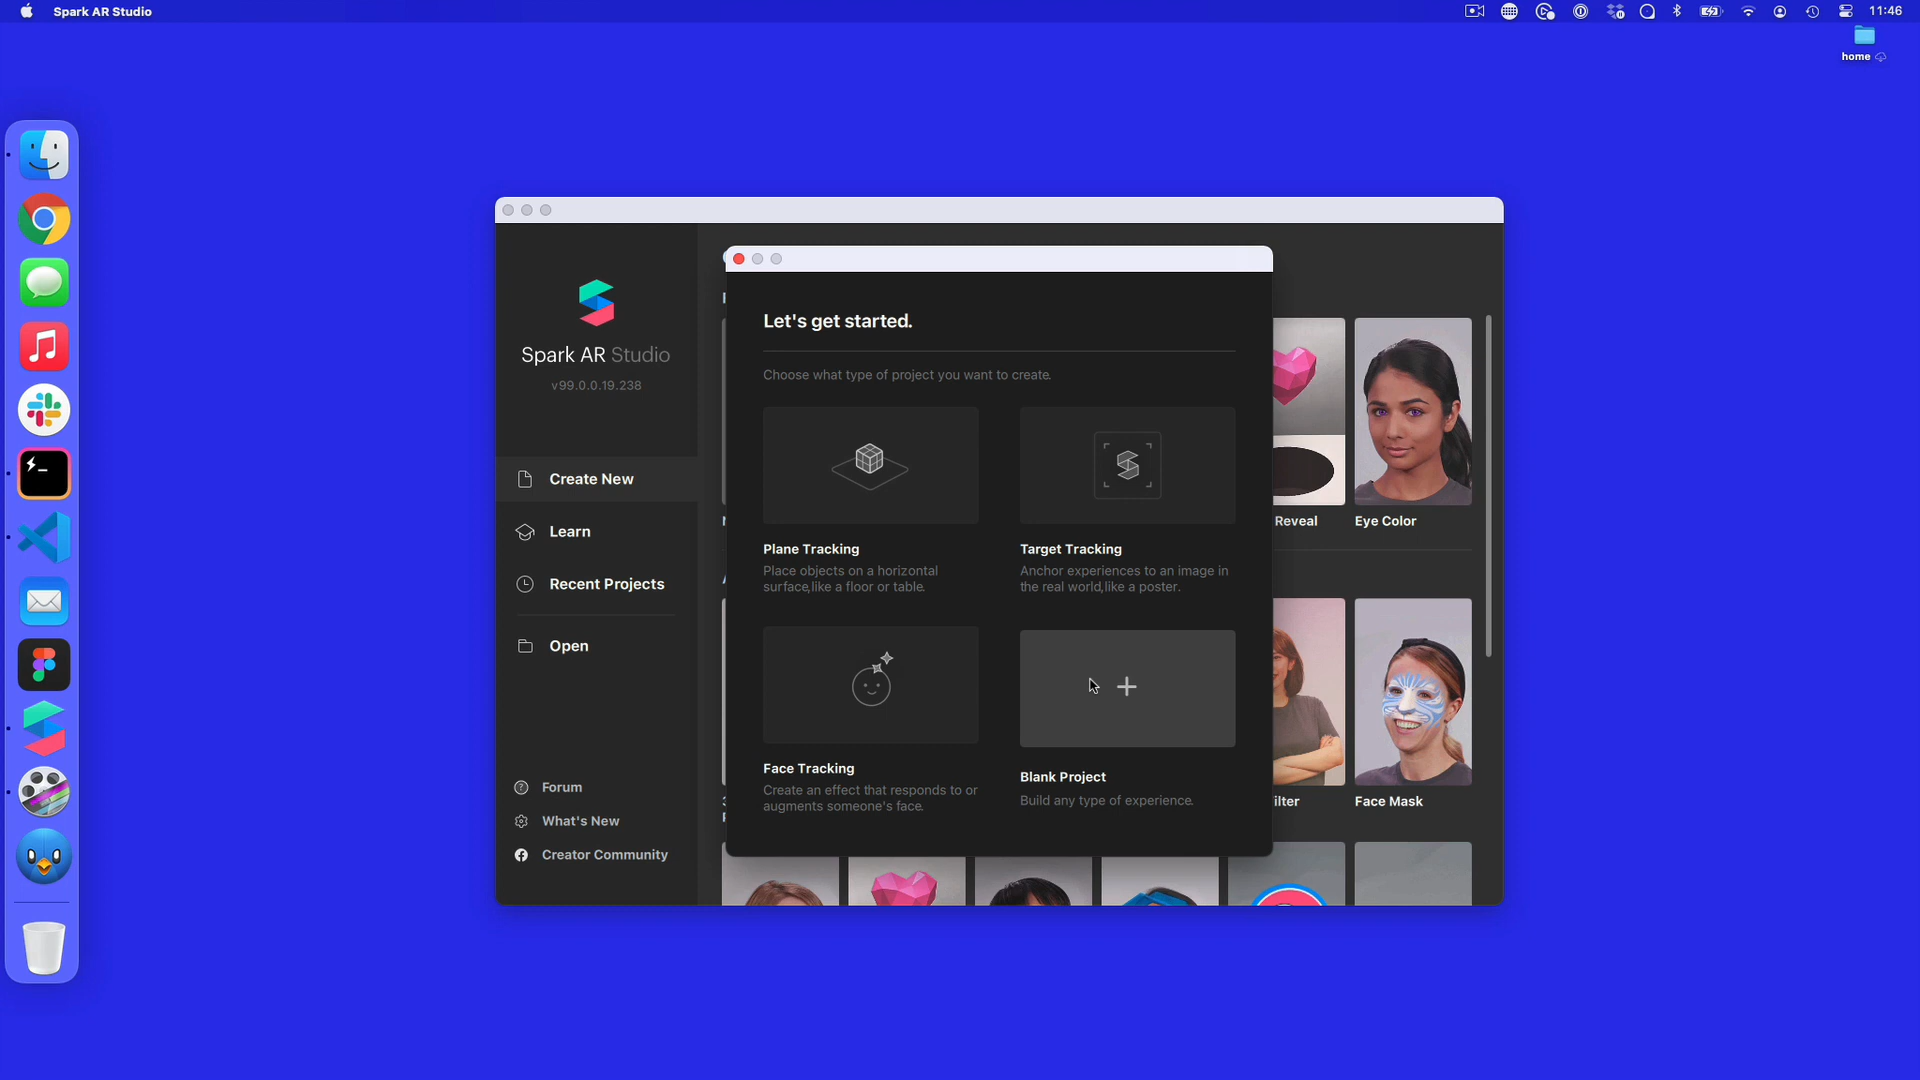 Spark AR Studio
11:46
home
Spark AR Studio
v99.0.0.19.238
Create New
Learn
Recent Projects
Open
Forum
What's New
Creator Community
Let's get started.
Choose what type of project you want to create.
Plane Tracking
Place objects on a horizontal
surface,like a floor or table.
Target Tracking
Anchor experiences to an image in
the real world,like a poster.
Face Tracking
Create an effect that responds to or
augments someone's face.
Blank Project
Build any type of experience.
Reveal
Eye Color
Face Mask